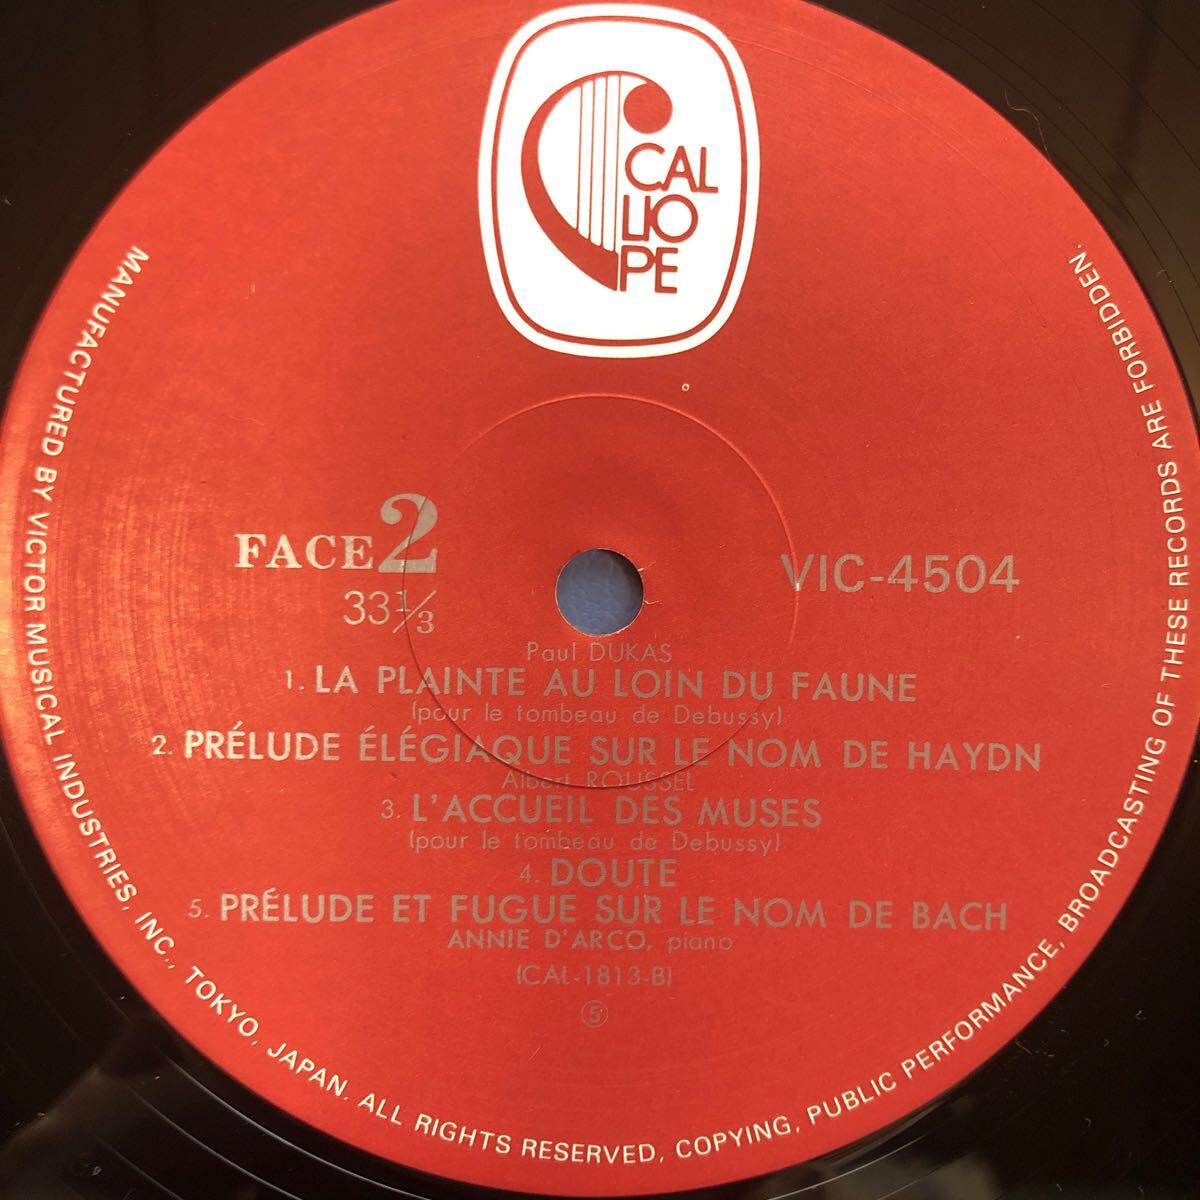 CAL
LIO
PE
FACE 2
33⅓
VIC-4504
Paul DUKAS
1. LA PLAINTE AU LOIN DU FAUNE
(pour le tombeau de Debussy)
2. PRÉLUDE ÉLÉGIAQUE SUR LE NOM DE HAYDN
Albert ROUSSEL
3. L'ACCUEIL DES MUSES
(pour le tombeau de Debussy)
4. DOUTE
5. PRÉLUDE ET FUGUE SUR LE NOM DE BACH
ANNIE D'ARCO, piano
(CAL-1813-B)
5
MANUFACTURED BY VICTOR MUSICAL INDUSTRIES, INC., TOKYO, JAPAN. ALL RIGHTS RESERVED, COPYING, PUBLIC PERFORMANCE, BROADCASTING OF THESE RECORDS ARE FORBIDDEN.